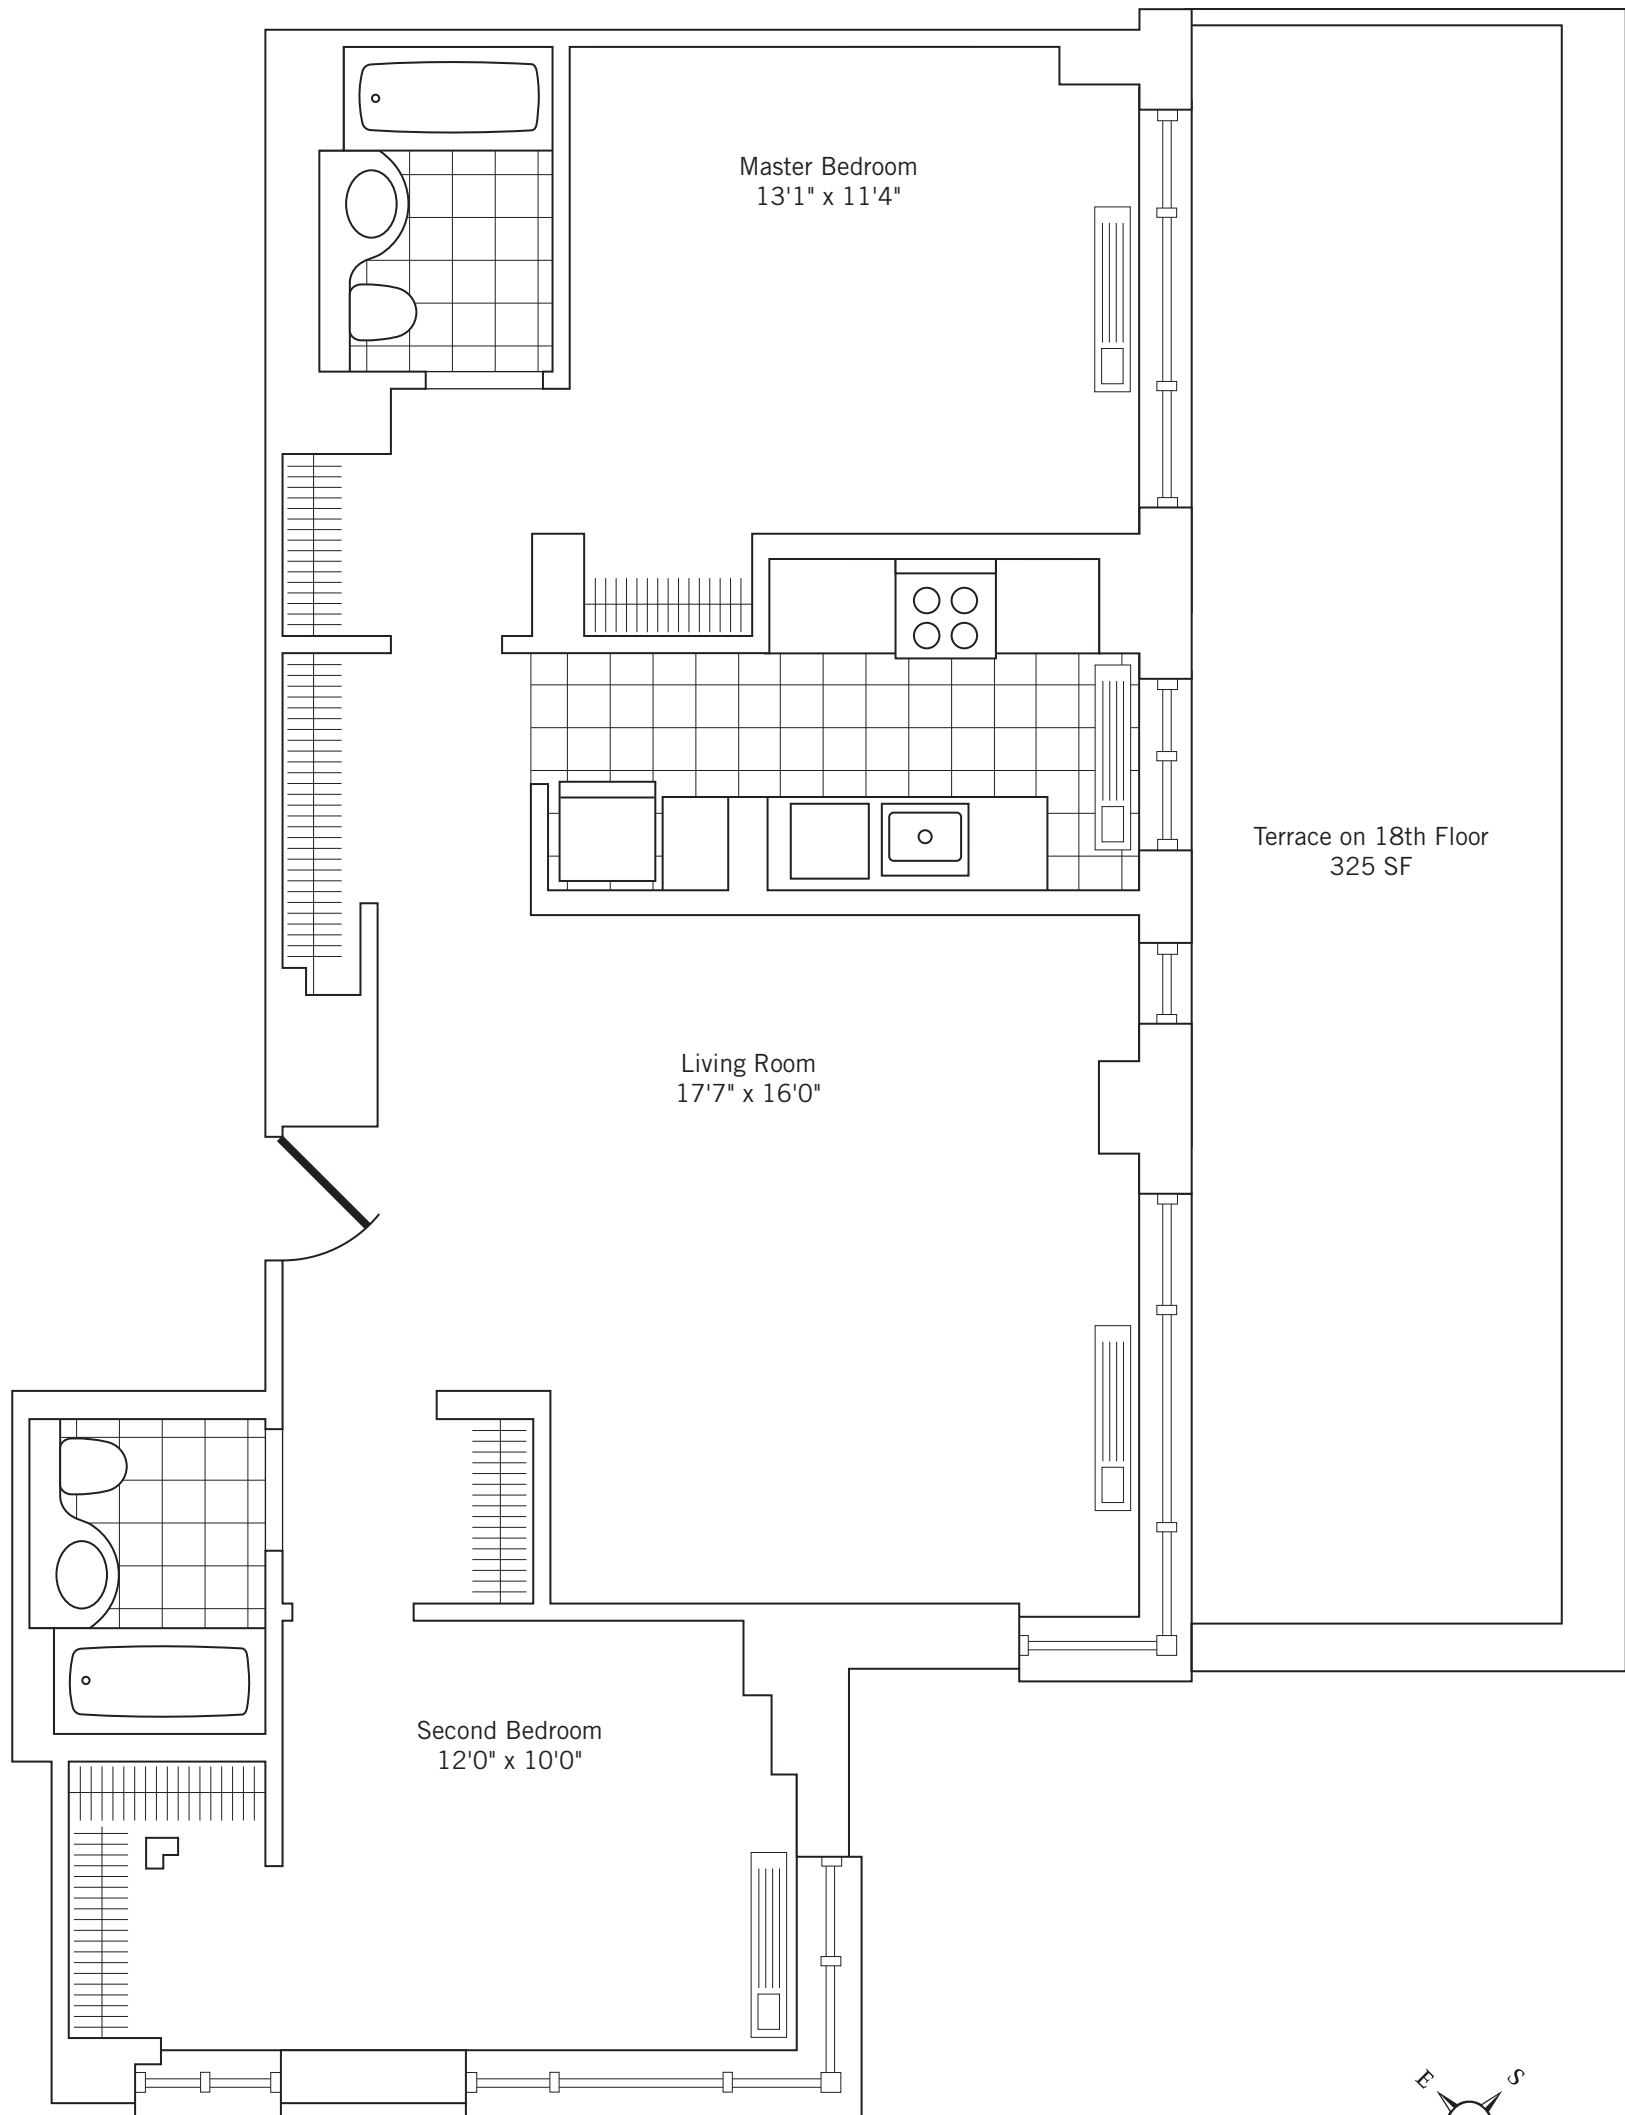 Master Bedroom
13'1" x 11'4"
Terrace on 18th Floor
325 SF
Living Room
17'7" x 16'0"
Second Bedroom
12'0" x 10'0"
E S